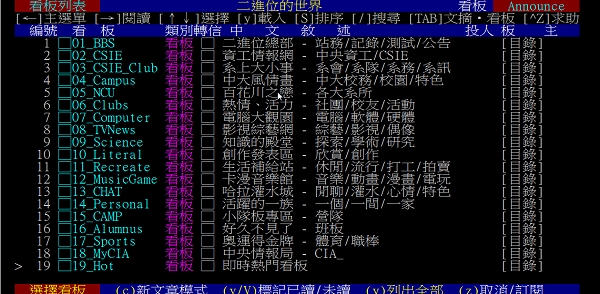 看板列表 二進位的世界 看板 Announce
[←]主選單 [→]閱讀 [↑↓]選擇 [y]載入 [S]排序 [/]搜尋 [TAB]文摘‧看板 [^Z]求助
編號 看 板 類別轉信 中 文 敘 述 投人 板 主
1 □01_BBS 看板 □ 二進位總部 - 站務/記錄/測試/公告 [目錄]
2 □02_CSIE 看板 □ 資工情報網 - 中央資工/CSIE [目錄]
3 □03_CSIE_Club 看板 □ 系上大小事 - 系會/系隊/系務/系訊 [目錄]
4 □04_Campus 看板 □ 中大風情畫 - 中大校務/校園/特色 [目錄]
5 □05_NCU 看板 □ 百花川之戀 - 各大系所 [目錄]
6 □06_Clubs 看板 □ 熱情、活力 - 社團/校友/活動 [目錄]
7 □07_Computer 看板 □ 電腦大觀園 - 電腦/軟體/硬體 [目錄]
8 □08_TVNews 看板 □ 影視綜藝網 - 綜藝/影視/偶像 [目錄]
9 □09_Science 看板 □ 知識的殿堂 - 探索/學術/研究 [目錄]
10 □10_Literal 看板 □ 創作發表區 - 欣賞/創作 [目錄]
11 □11_Recreate 看板 □ 生活補給站 - 休閒/流行/打工/拍賣 [目錄]
12 □12_MusicGame 看板 □ 卡漫音樂館 - 音樂/動畫/漫畫/電玩 [目錄]
13 □13_CHAT 看板 □ 哈拉灌水城 - 閒聊/灌水/心情/特色 [目錄]
14 □14_Personal 看板 □ 活躍的一族 - 一個/一間/一家 [目錄]
15 □15_CAMP 看板 □ 小隊板專區 - 營隊 [目錄]
16 □16_Alumnus 看板 □ 好久不見了 - 班板 [目錄]
17 □17_Sports 看板 □ 奧運得金牌 - 體育/職棒 [目錄]
18 □18_MyCIA 看板 □ 中央情報局 - CIA_ [目錄]
> 19 □19_Hot 看板 □ 即時熱門看板 [目錄]
選擇看板 (c)新文章模式 (v/V)標記已讀/未讀 (y)列出全部 (z)取消/訂閱